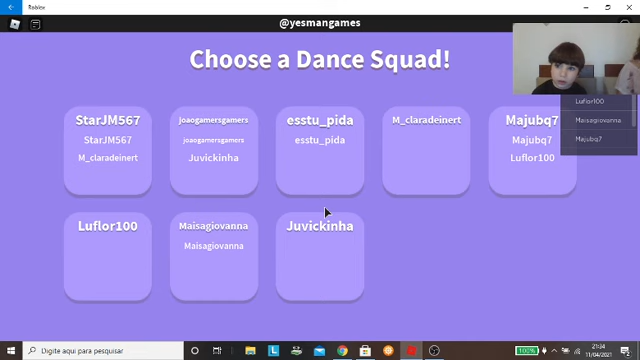 Roblox
@yesmangames
Choose a Dance Squad!
StarJM567
StarJM567
M_claradeinert
Joaogamersgamers
joaogamersgamers
Juvickinha
esstu_pida
esstu_pida
M_claradeinert
Majubq7
Majubq7
Luflor100
Luflor100
Maisagiovanna
Majubq7
Luflor100
Maisagiovanna
Maisagiovanna
Juvickinha
Digite aqui para pesquisar
100%
21:34
11/04/2021